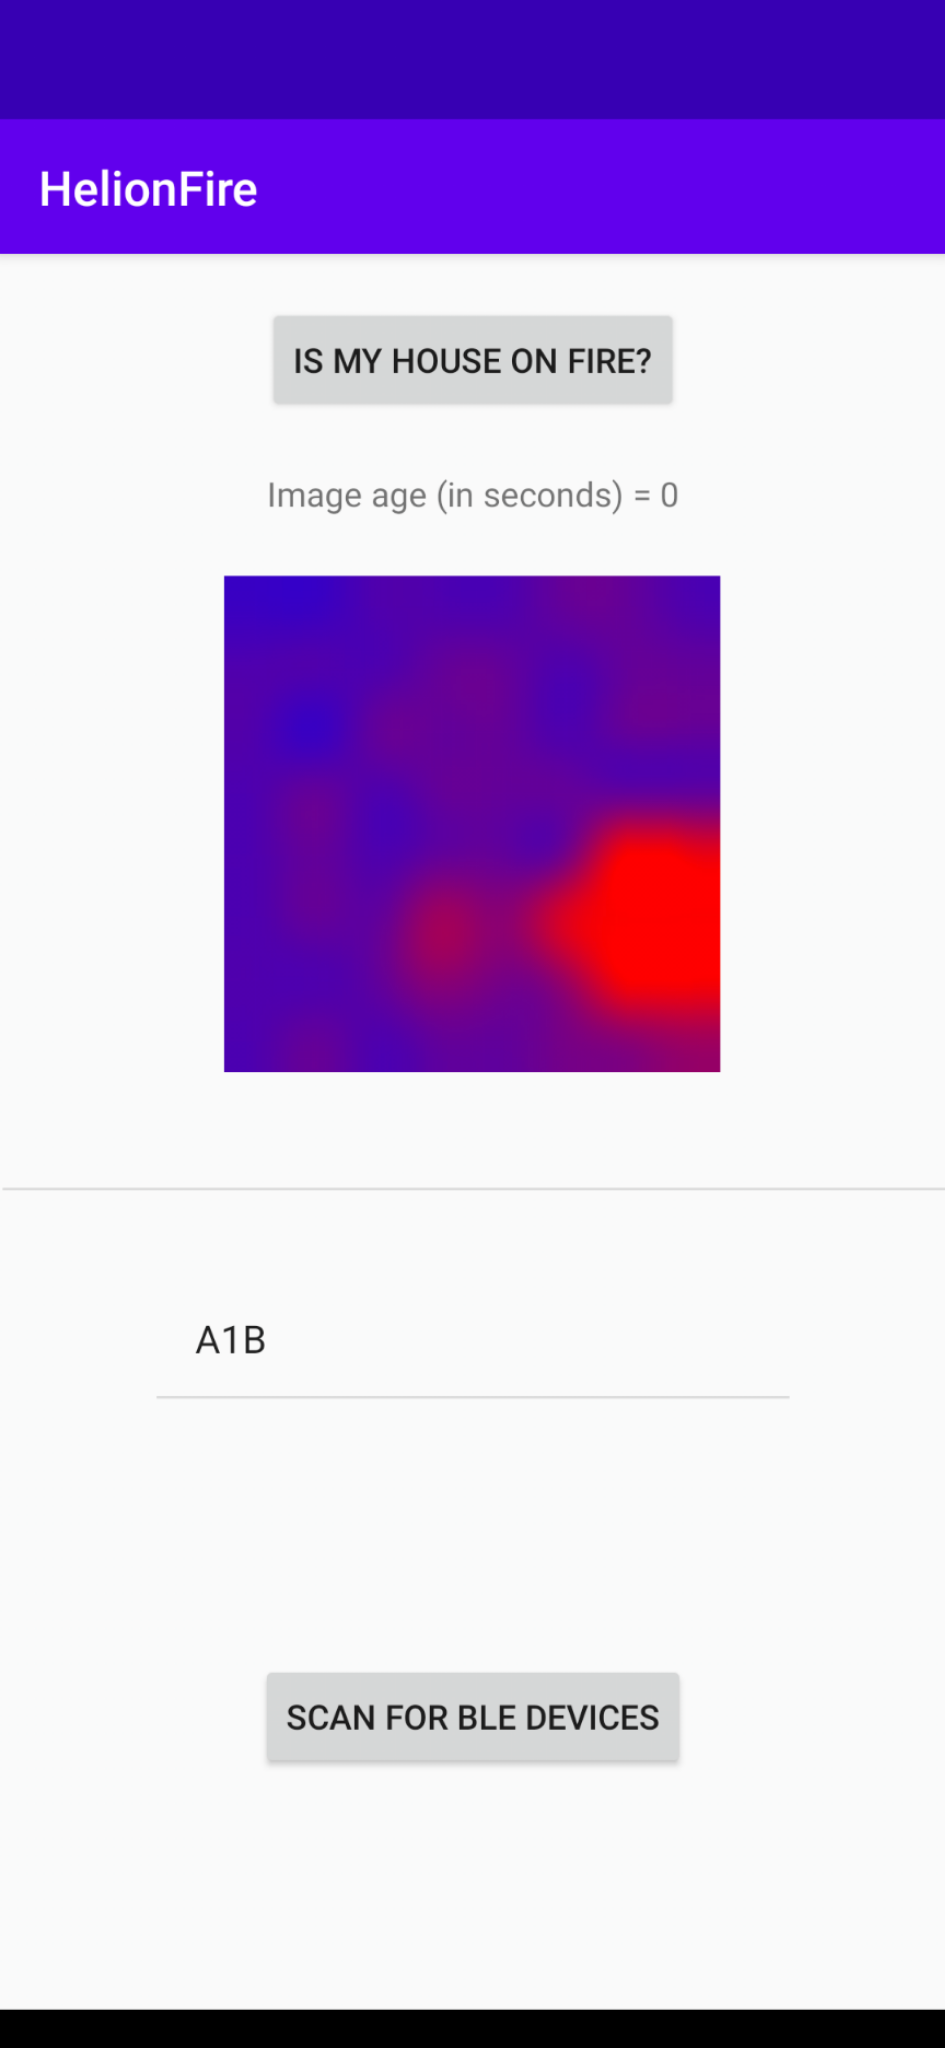 HelionFire
IS MY HOUSE ON FIRE?
Image age (in seconds) = 0
A1B
SCAN FOR BLE DEVICES